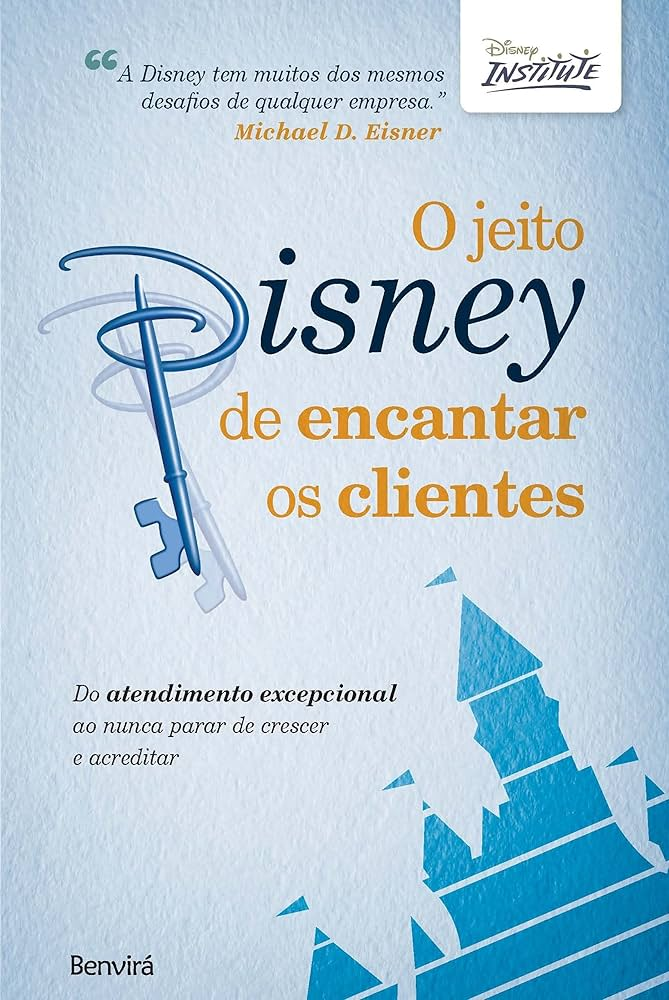 Disney
INSTITUTE
“A Disney tem muitos dos mesmos
desafios de qualquer empresa.”
Michael D. Eisner
O jeito
Disney
de encantar
os clientes
Do atendimento excepcional
ao nunca parar de crescer
e acreditar
Benvirá